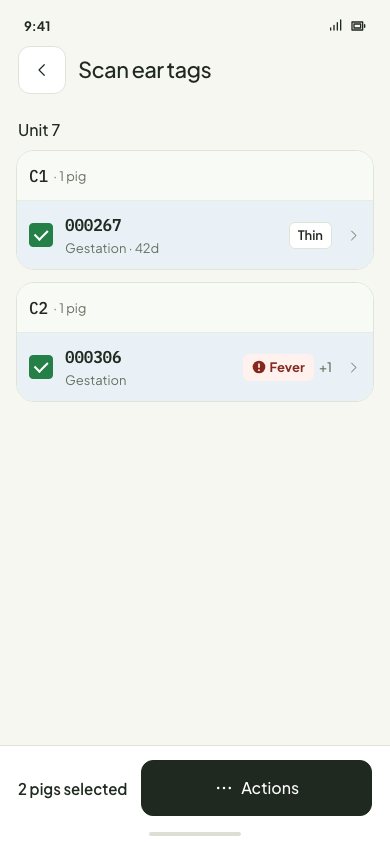 9:41
Scan ear tags
Unit 7
C1 · 1 pig
000267
Gestation · 42d
Thin
C2 · 1 pig
000306
Gestation
Fever +1
2 pigs selected
Actions